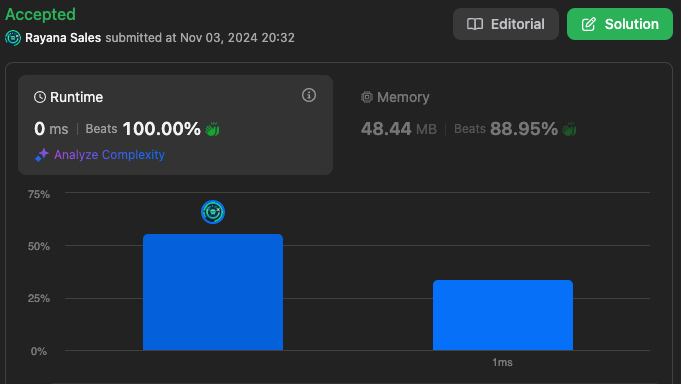 Accepted
Editorial
Solution
Rayana Sales submitted at Nov 03, 2024 20:32
Runtime
Memory
0 ms | Beats 100.00%
48.44 MB | Beats 88.95%
Analyze Complexity
75%
50%
25%
0%
1ms